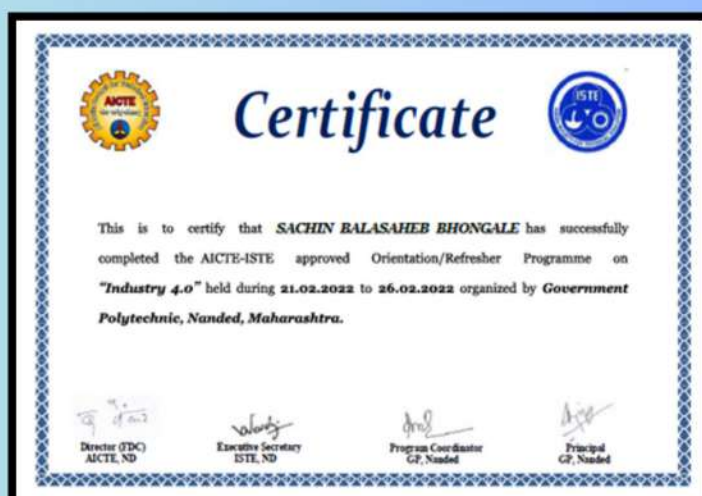 AICTE
ISTE
Certificate
This is to certify that SACHIN BALASAHEB BHONGALE has successfully
completed the AICTE-ISTE approved Orientation/Refresher Programme on
"Industry 4.0" held during 21.02.2022 to 26.02.2022 organized by Government
Polytechnic, Nanded, Maharashtra.
Director (FDC)
AICTE, ND
Executive Secretary
ISTE, ND
Program Coordinator
GP, Nanded
Principal
GP, Nanded